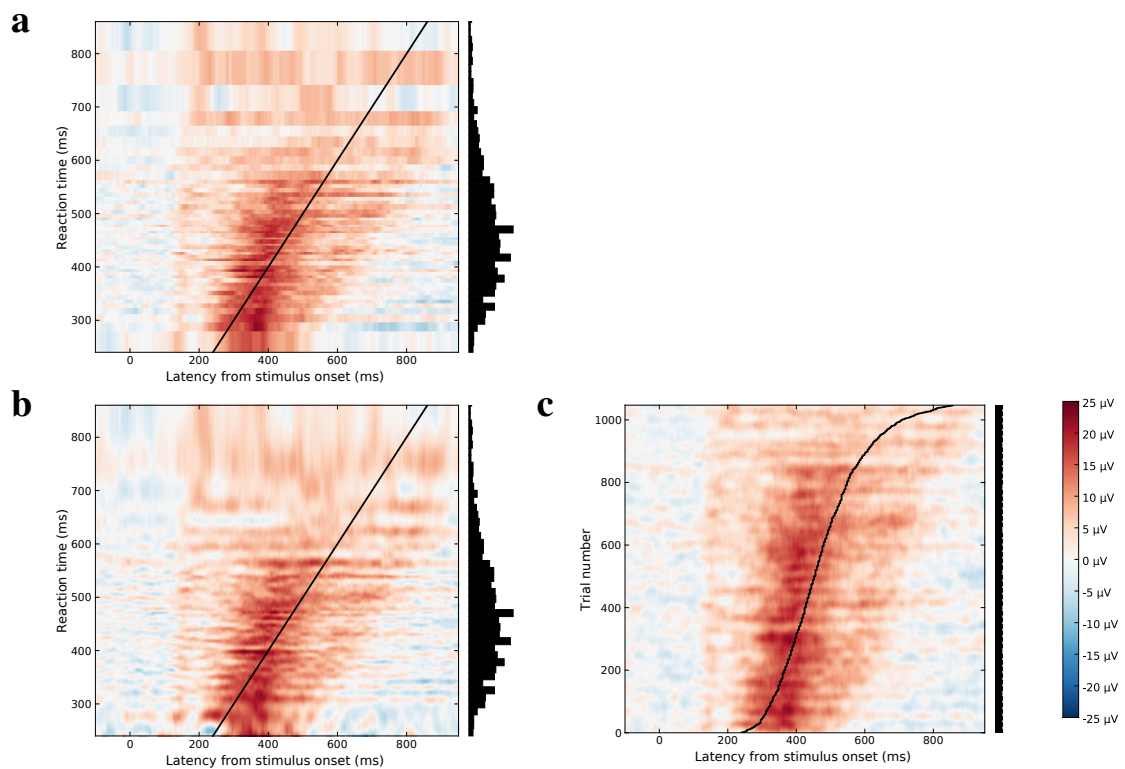 a
800
700
600
500
400
300
Reaction time (ms)
0 200 400 600 800
Latency from stimulus onset (ms)
b
800
700
600
500
400
300
Reaction time (ms)
0 200 400 600 800
Latency from stimulus onset (ms)
c
1000
800
600
400
200
0
Trial number
0 200 400 600 800
Latency from stimulus onset (ms)
25 µV
20 µV
15 µV
10 µV
5 µV
0 µV
-5 µV
-10 µV
-15 µV
-20 µV
-25 µV